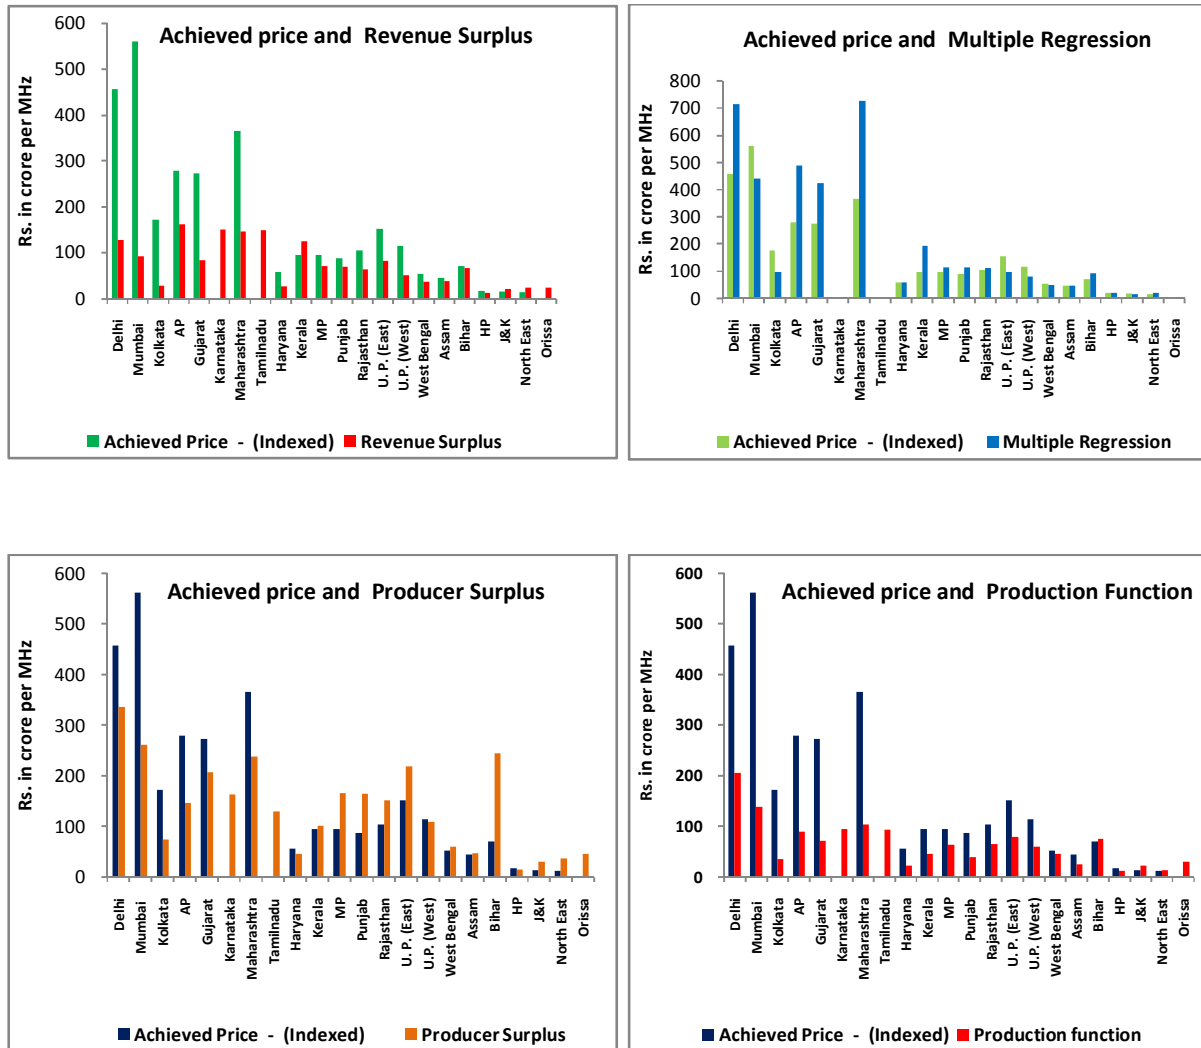 Achieved price and Revenue Surplus
Rs. in crore per MHz
600
500
400
300
200
100
0
Delhi
Mumbai
Kolkata
AP
Gujarat
Karnataka
Maharashtra
Tamilnadu
Haryana
Kerala
MP
Punjab
Rajasthan
U. P. (East)
U.P. (West)
West Bengal
Assam
Bihar
HP
J&K
North East
Orissa
Achieved Price - (Indexed) Revenue Surplus
Achieved price and Multiple Regression
Rs. in crore per MHz
800
700
600
500
400
300
200
100
0
Delhi
Mumbai
Kolkata
AP
Gujarat
Karnataka
Maharashtra
Tamilnadu
Haryana
Kerala
MP
Punjab
Rajasthan
U. P. (East)
U.P. (West)
West Bengal
Assam
Bihar
HP
J&K
North East
Orissa
Achieved Price - (Indexed) Multiple Regression
Achieved price and Producer Surplus
Rs. in crore per MHz
600
500
400
300
200
100
0
Delhi
Mumbai
Kolkata
AP
Gujarat
Karnataka
Maharashtra
Tamilnadu
Haryana
Kerala
MP
Punjab
Rajasthan
U. P. (East)
U.P. (West)
West Bengal
Assam
Bihar
HP
J&K
North East
Orissa
Achieved Price - (Indexed) Producer Surplus
Achieved price and Production Function
Rs. in crore per MHz
600
500
400
300
200
100
0
Delhi
Mumbai
Kolkata
AP
Gujarat
Karnataka
Maharashtra
Tamilnadu
Haryana
Kerala
MP
Punjab
Rajasthan
U. P. (East)
U.P. (West)
West Bengal
Assam
Bihar
HP
J&K
North East
Orissa
Achieved Price - (Indexed) Production function